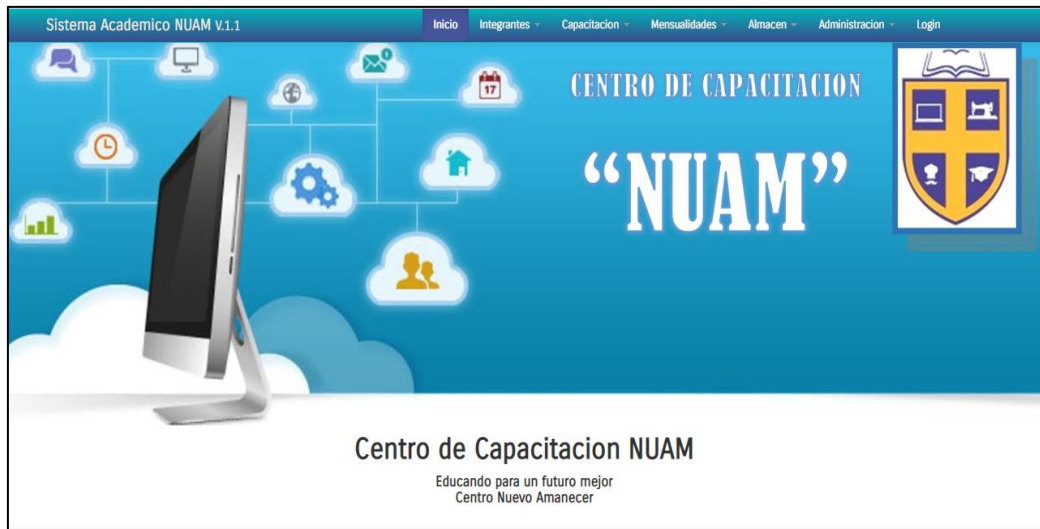 Sistema Academico NUAM V.1.1
Inicio Integrantes Capacitacion Mensualidades Almacen Administracion Login
17
CENTRO DE CAPACITACION
“NUAM”
Centro de Capacitacion NUAM
Educando para un futuro mejor
Centro Nuevo Amanecer